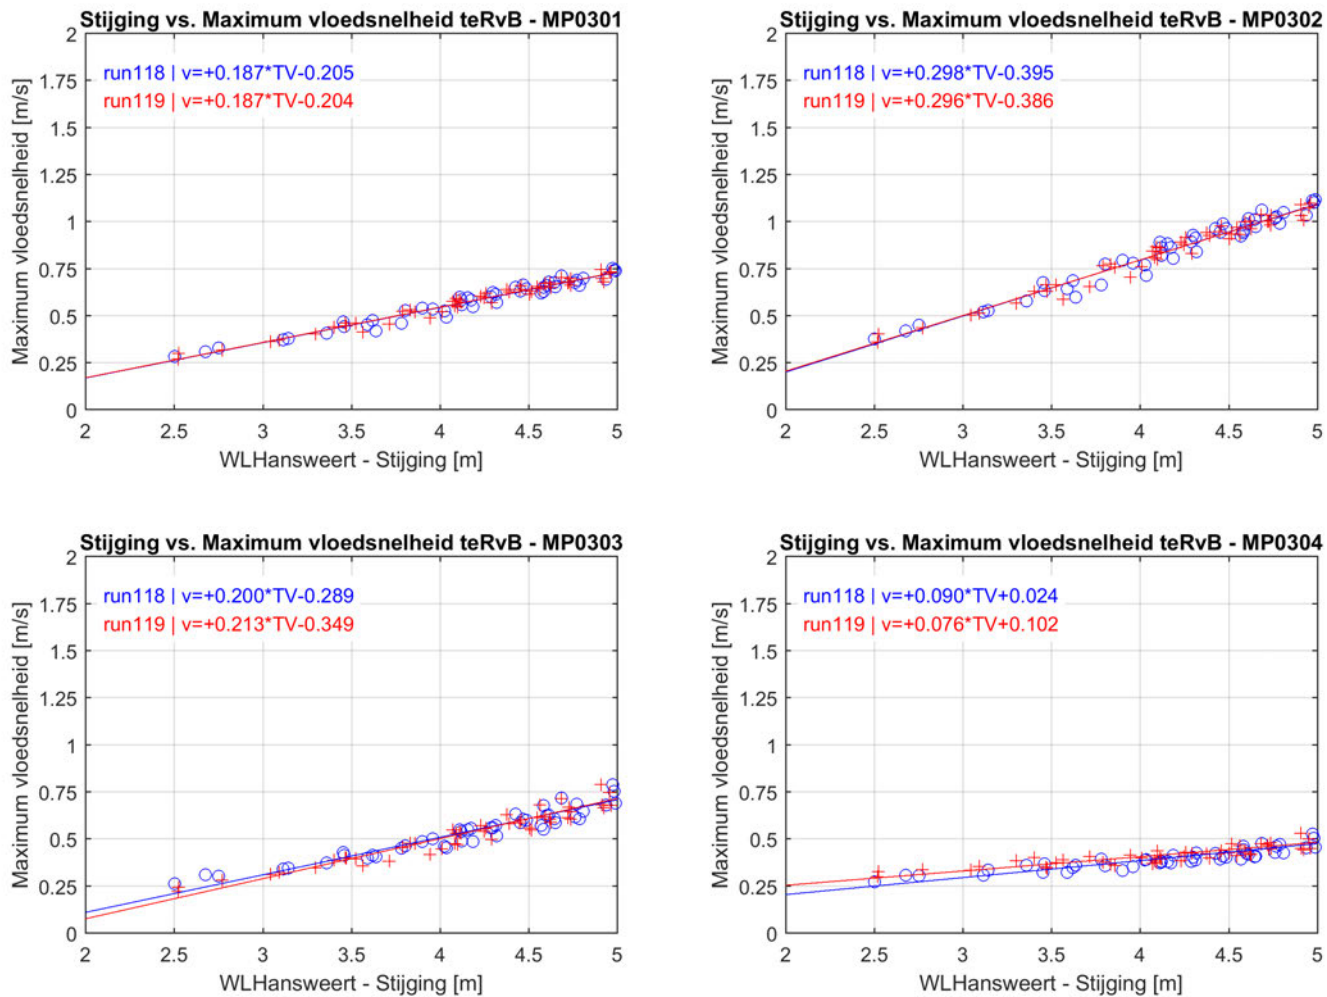 Stijging vs. Maximum vloedsnelheid teRvB - MP0301
Maximum vloedsnelheid [m/s]
2
1.75
1.5
1.25
1
0.75
0.5
0.25
0
run118 | v=+0.187*TV-0.205
run119 | v=+0.187*TV-0.204
2 2.5 3 3.5 4 4.5 5
WLHansweert - Stijging [m]
Stijging vs. Maximum vloedsnelheid teRvB - MP0302
Maximum vloedsnelheid [m/s]
2
1.75
1.5
1.25
1
0.75
0.5
0.25
0
run118 | v=+0.298*TV-0.395
run119 | v=+0.296*TV-0.386
2 2.5 3 3.5 4 4.5 5
WLHansweert - Stijging [m]
Stijging vs. Maximum vloedsnelheid teRvB - MP0303
Maximum vloedsnelheid [m/s]
2
1.75
1.5
1.25
1
0.75
0.5
0.25
0
run118 | v=+0.200*TV-0.289
run119 | v=+0.213*TV-0.349
2 2.5 3 3.5 4 4.5 5
WLHansweert - Stijging [m]
Stijging vs. Maximum vloedsnelheid teRvB - MP0304
Maximum vloedsnelheid [m/s]
2
1.75
1.5
1.25
1
0.75
0.5
0.25
0
run118 | v=+0.090*TV+0.024
run119 | v=+0.076*TV+0.102
2 2.5 3 3.5 4 4.5 5
WLHansweert - Stijging [m]